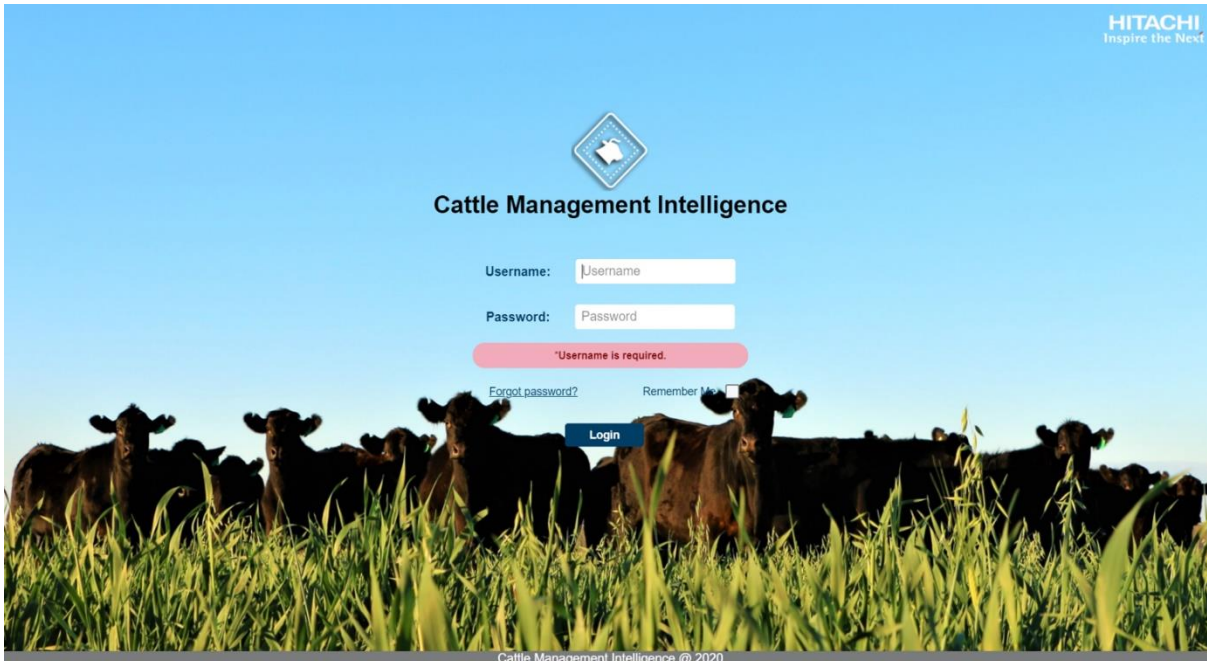 HITACHI
Inspire the Next
Cattle Management Intelligence
Username: Username
Password: Password
*Username is required.
Forgot password? Remember Me:
Login
Cattle Management Intelligence @ 2020